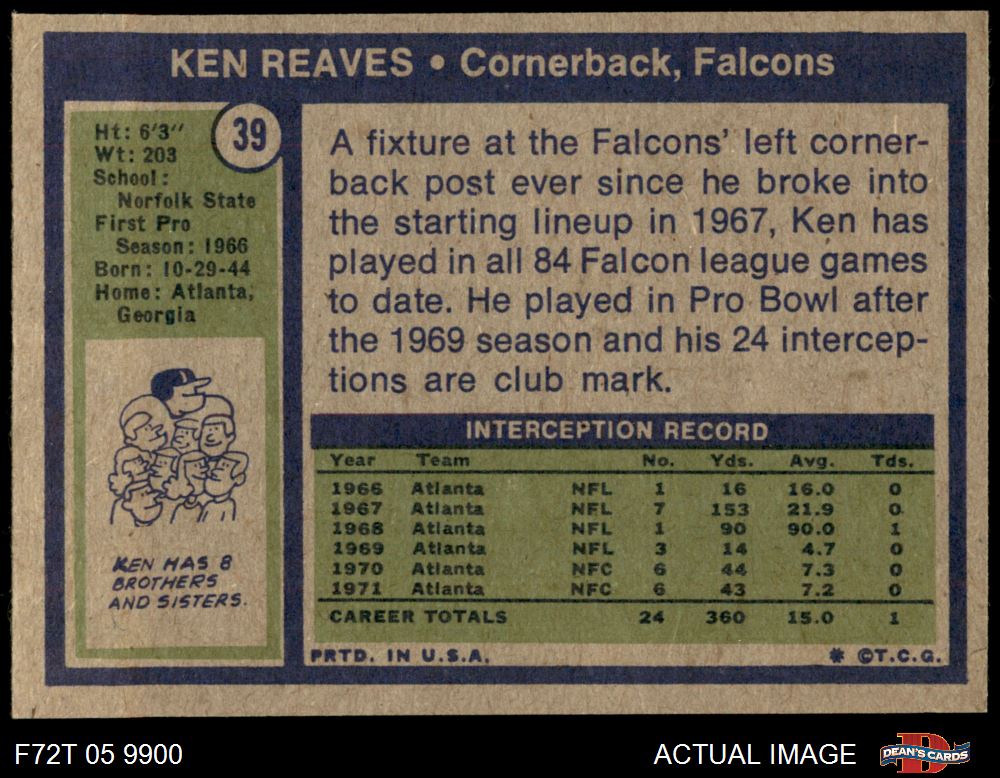 KEN REAVES • Cornerback, Falcons
Ht: 6'3"
Wt: 203
School:
Norfolk State
First Pro
Season: 1966
Born: 10-29-44
Home: Atlanta,
Georgia
39
KEN HAS 8
BROTHERS
AND SISTERS.
A fixture at the Falcons' left corner-
back post ever since he broke into
the starting lineup in 1967, Ken has
played in all 84 Falcon league games
to date. He played in Pro Bowl after
the 1969 season and his 24 intercep-
tions are club mark.
INTERCEPTION RECORD
Year Team No. Yds. Avg. Tds.
1966 Atlanta NFL 1 16 16.0 0
1967 Atlanta NFL 7 153 21.9 0
1968 Atlanta NFL 1 90 90.0 1
1969 Atlanta NFL 3 14 4.7 0
1970 Atlanta NFC 6 44 7.3 0
1971 Atlanta NFC 6 43 7.2 0
CAREER TOTALS 24 360 15.0 1
PRTD. IN U.S.A. * ©T.C.G.
F72T 05 9900 ACTUAL IMAGE D DEAN'S CARDS